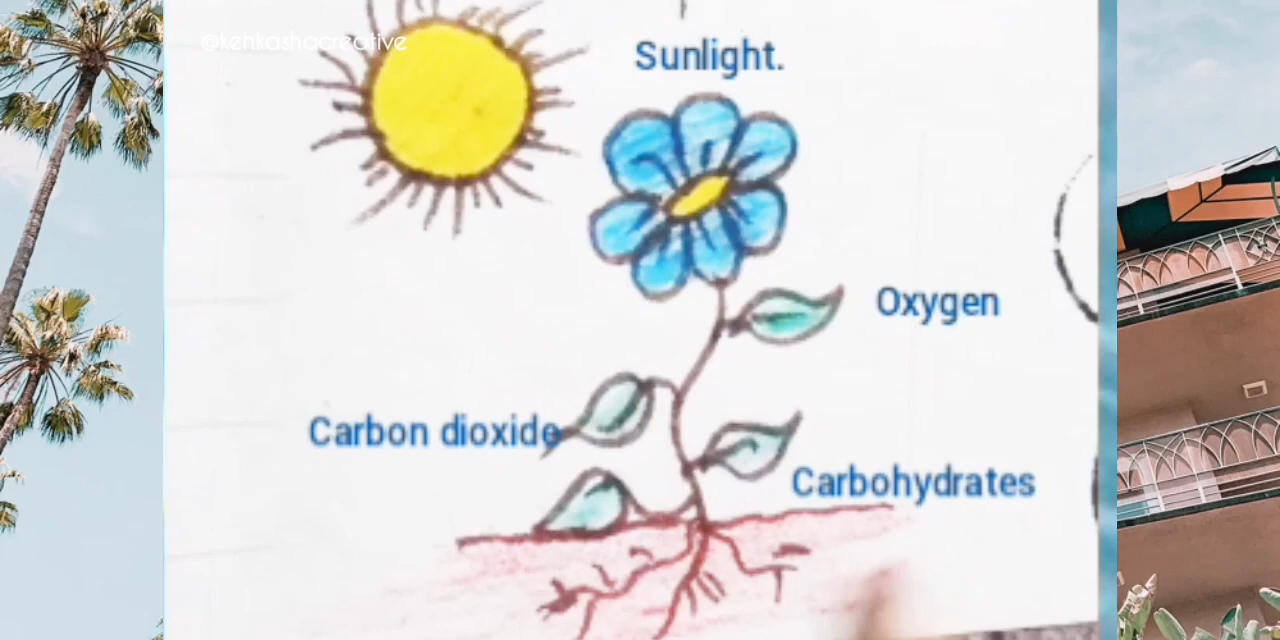 @kehkashacreative
Sunlight.
Oxygen
Carbon dioxide
Carbohydrates